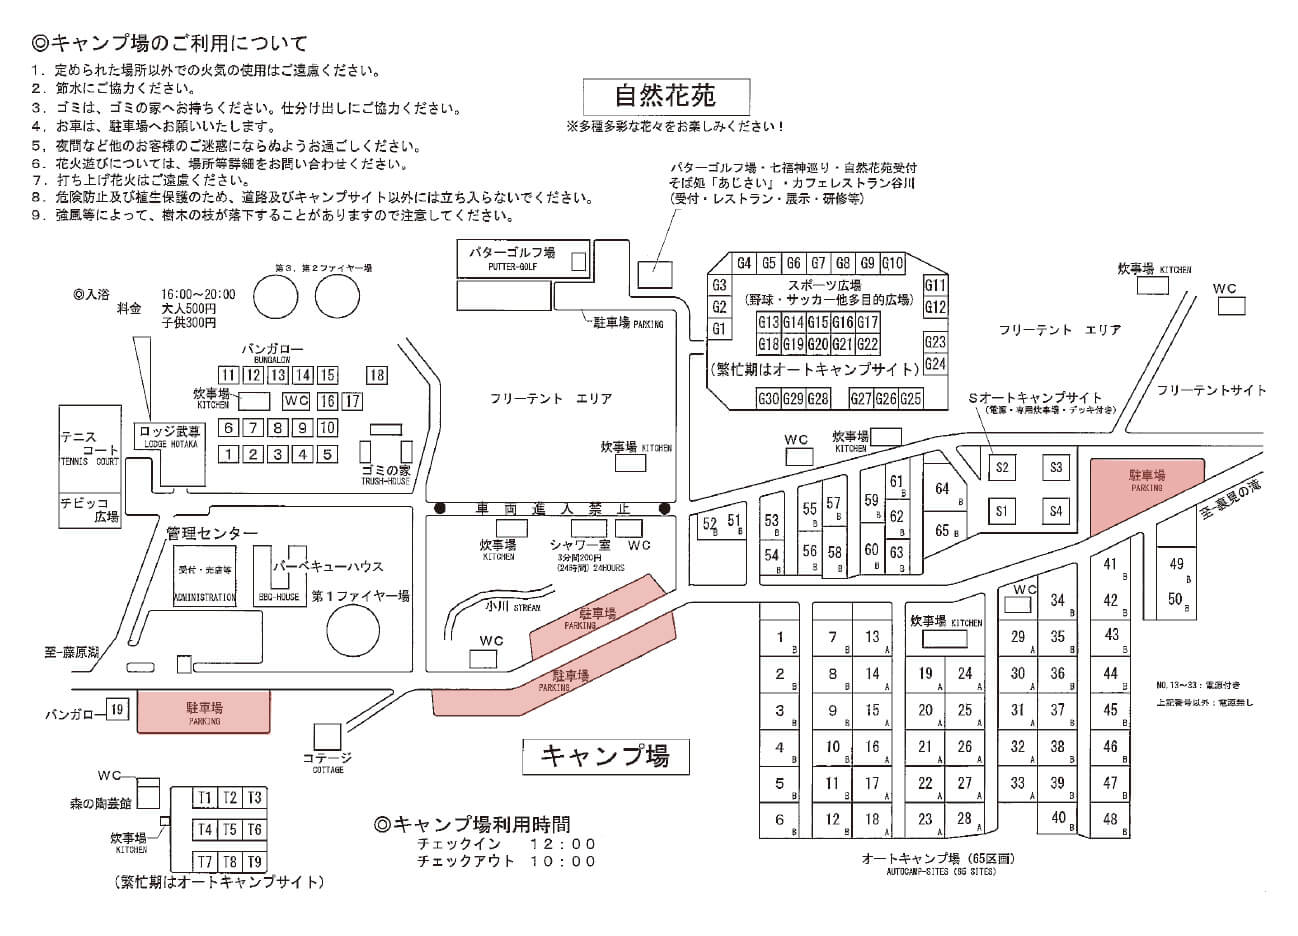 ◎キャンプ場のご利用について
1．定められた場所以外での火気の使用はご遠慮ください。
2．節水にご協力ください。
3．ゴミは、ゴミの家へお持ちください。仕分け出しにご協力ください。
4．お車は、駐車場へお願いいたします。
5．夜間など他のお客様のご迷惑にならぬようお過ごしください。
6．花火遊びについては、場所等詳細をお問い合わせください。
7．打ち上げ花火はご遠慮ください。
8．危険防止及び植生保護のため、道路及びキャンプサイト以外には立ち入らないでください。
9．強風等によって、樹木の枝が落下することがありますので注意してください。
自然花苑
※多種多彩な花々をお楽しみください！
パターゴルフ場・七福神巡り・自然花苑受付
そば処「あじさい」・カフェレストラン谷川
（受付・レストラン・展示・研修等）
パターゴルフ場
PUTTER-GOLF
駐車場 PARKING
第３，第２ファイヤー場
◎入浴 16:00～20:00
料金 大人500円
子供300円
G4 G5 G6 G7 G8 G9 G10
G3
G2
G1
スポーツ広場
（野球・サッカー他多目的広場）
G11
G12
G13 G14 G15 G16 G17
G18 G19 G20 G21 G22
G23
G24
（繁忙期はオートキャンプサイト）
G30 G29 G28 G27 G26 G25
炊事場 KITCHEN
WC
フリーテント エリア
フリーテントサイト
Sオートキャンプサイト
（電源・専用炊事場・デッキ付き）
バンガロー
BUNGALOW
11 12 13 14 15 18
炊事場
KITCHEN
WC 16 17
6 7 8 9 10
1 2 3 4 5
ゴミの家
TRUSH-HOUSE
テニス
コート
TENNIS COURT
チビッコ
広場
ロッジ武尊
LODGE HOTAKA
フリーテント エリア
炊事場 KITCHEN
WC
炊事場
KITCHEN
車両進入禁止
炊事場
KITCHEN
シャワー室
3分間200円
（24時間）24HOURS
WC
管理センター
受付・売店等
ADMINISTRATION
バーベキューハウス
BBQ-HOUSE
第１ファイヤー場
小川 STREAM
WC
駐車場
PARKING
駐車場
PARKING
至-藤原湖
バンガロー 19
駐車場
PARKING
コテージ
COTTAGE
キャンプ場
S2 S3
S1 S4
駐車場
PARKING
至-裏見の滝
52 B 51 B
53 B
54 B
55 B
56 B
57 B
58 B
59 B
60 B
61 B
62 B
63 B
64 B
65 B
炊事場 KITCHEN
WC
1 B
2 B
3 B
4 B
5 B
6 B
7 B
8 B
9 B
10 B
11 B
12 B
13 A
14 A
15 A
16 A
17 A
18 A
19 A
20 A
21 A
22 A
23 A
24 A
25 A
26 A
27 A
28 A
29 A
30 A
31 A
32 A
33 A
34 B
35 B
36 B
37 B
38 B
39 B
40 B
41 B
42 B
43 B
44 B
45 B
46 B
47 B
48 B
49 B
50 B
NO,13～33：電源付き
上記番号以外：電源無し
オートキャンプ場（65区画）
AUTOCAMP-SITES (65 SITES)
WC
森の陶芸館
炊事場
KITCHEN
T1 T2 T3
T4 T5 T6
T7 T8 T9
（繁忙期はオートキャンプサイト）
◎キャンプ場利用時間
チェックイン １２：００
チェックアウト １０：００